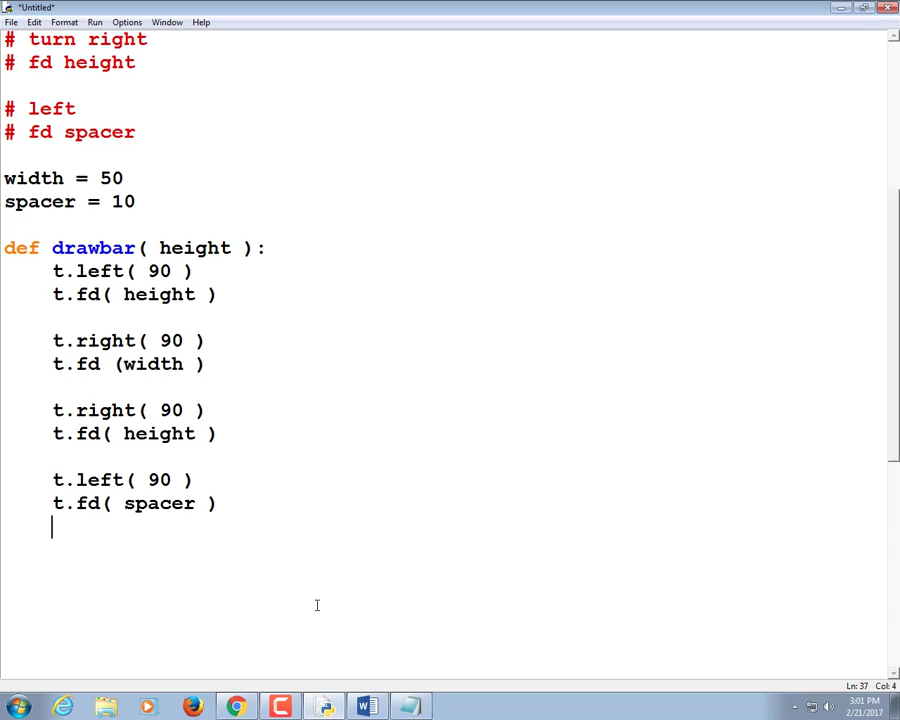 *Untitled*
File Edit Format Run Options Window Help
# turn right
# fd height
# left
# fd spacer
width = 50
spacer = 10
def drawbar( height ):
t.left( 90 )
t.fd( height )
t.right( 90 )
t.fd (width )
t.right( 90 )
t.fd( height )
t.left( 90 )
t.fd( spacer )
Ln: 37 Col: 4
3:01 PM
2/21/2017